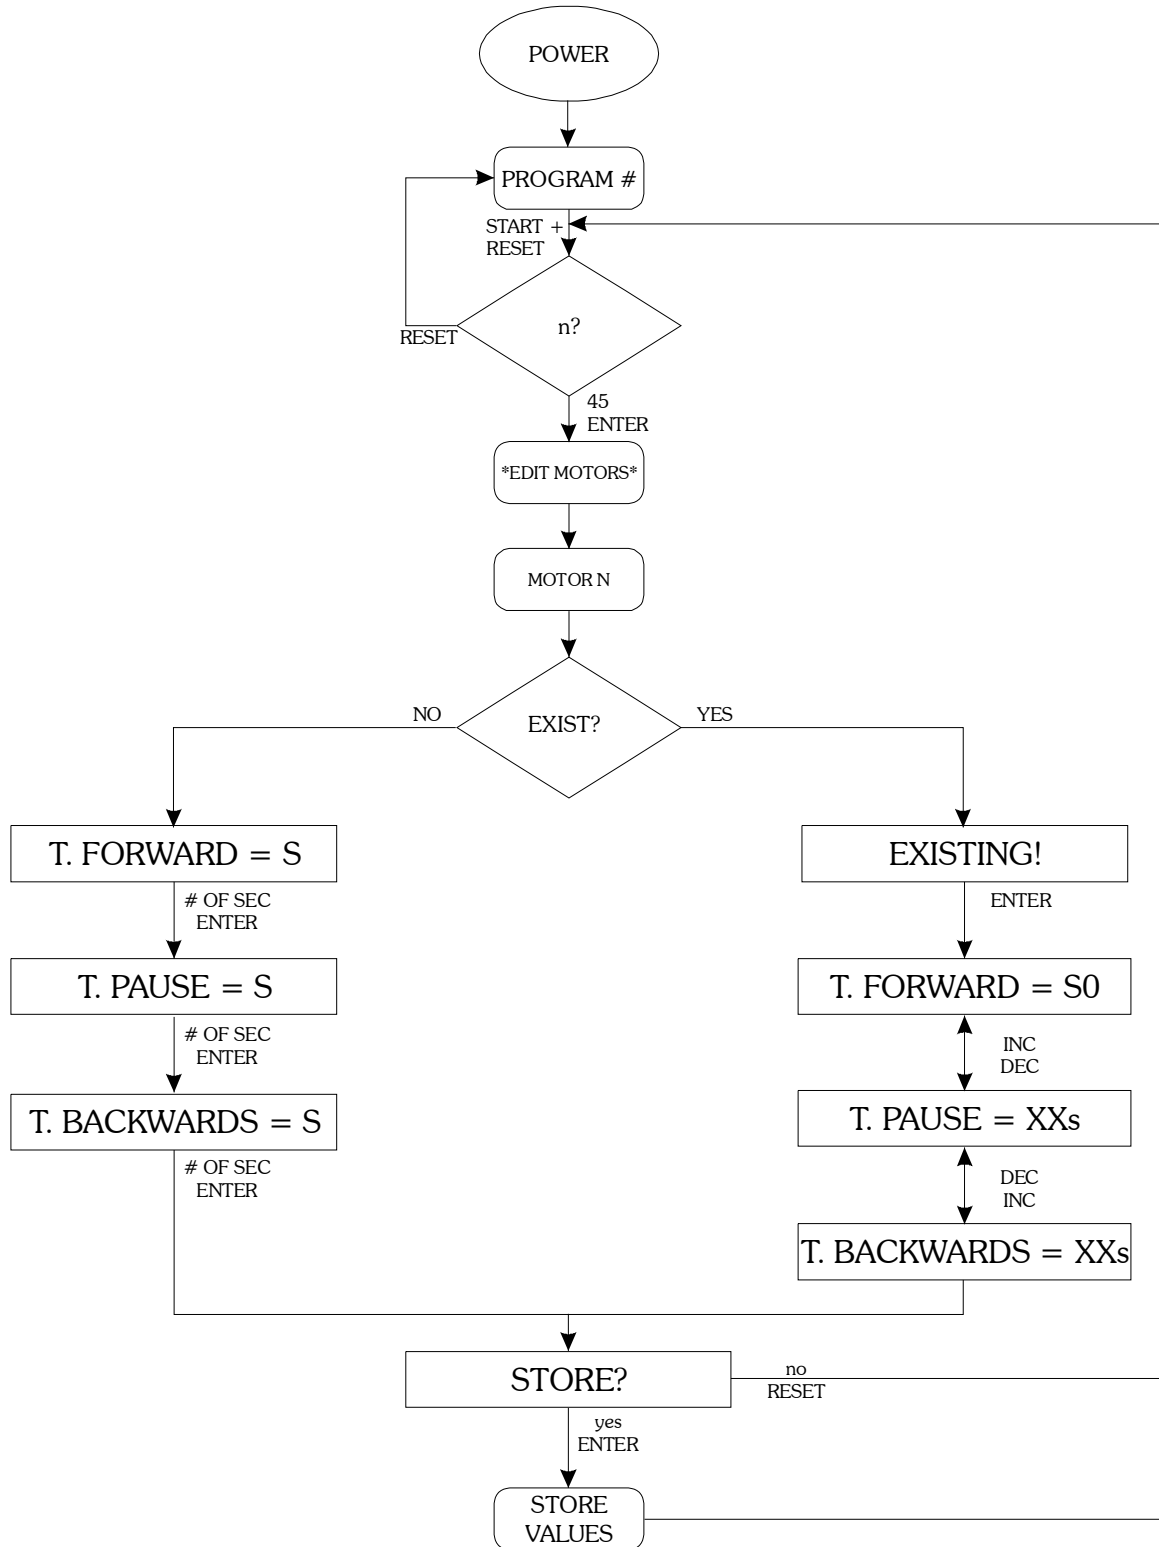 POWER
PROGRAM #
START +
RESET
n?
RESET
45
ENTER
*EDIT MOTORS*
MOTOR N
EXIST?
NO
YES
T. FORWARD = S
# OF SEC
ENTER
T. PAUSE = S
# OF SEC
ENTER
T. BACKWARDS = S
# OF SEC
ENTER
EXISTING!
ENTER
T. FORWARD = S0
INC
DEC
T. PAUSE = XXs
DEC
INC
T. BACKWARDS = XXs
STORE?
no
RESET
yes
ENTER
STORE
VALUES